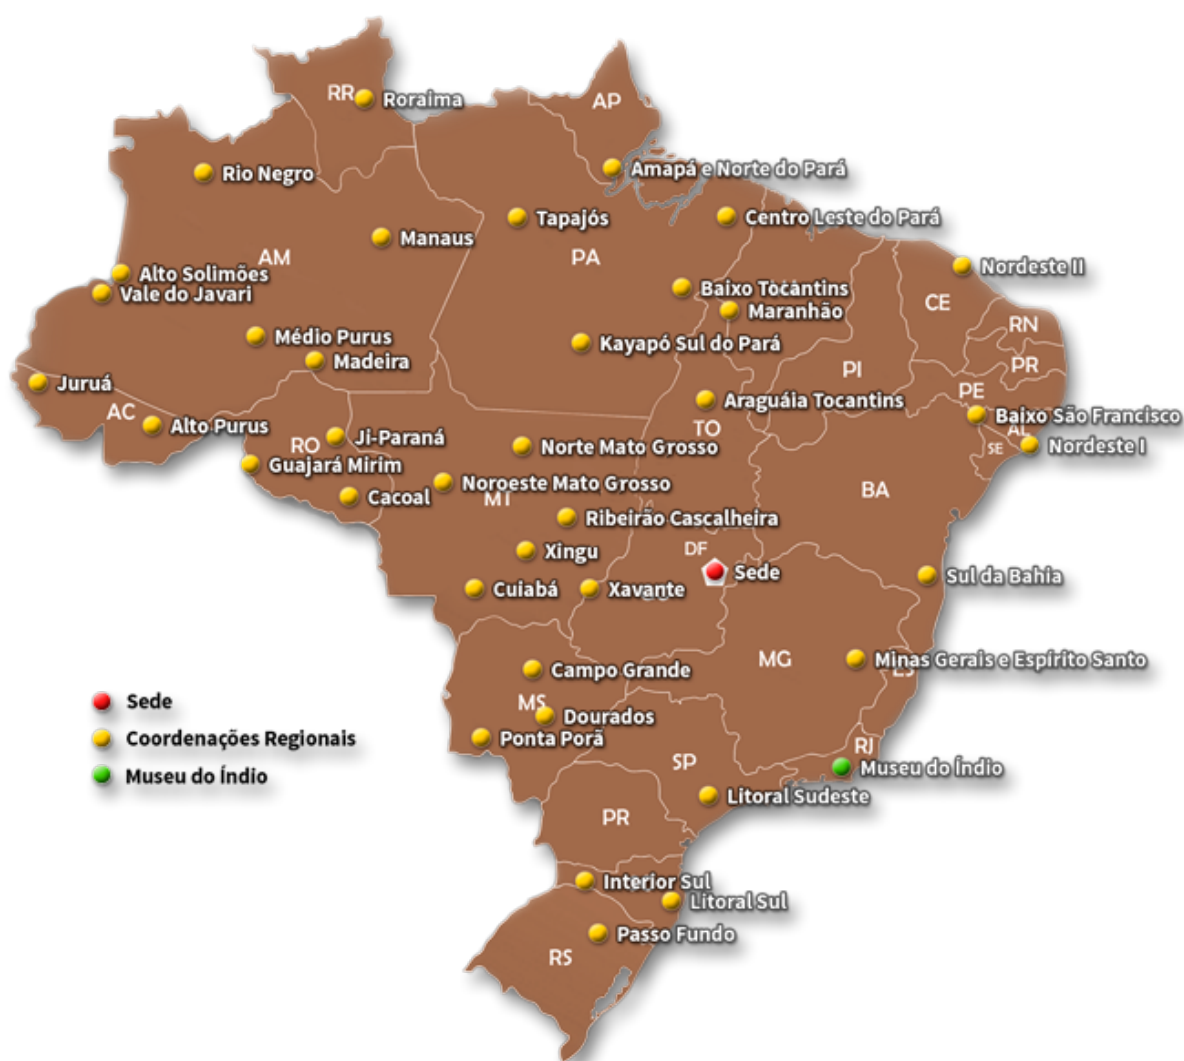 RR
Roraima
AP
Rio Negro
Amapá e Norte do Pará
Tapajós
Centro Leste do Pará
Manaus
AM
PA
Alto Solimões
Nordeste II
Vale do Javari
Baixo Tocantins
Maranhão
CE
RN
Médio Purus
Madeira
Kayapó Sul do Pará
PI
PR
Juruá
PE
AC
Araguáia Tocantins
Baixo São Francisco
Alto Purus
TO
AL
RO
Ji-Paraná
Norte Mato Grosso
SE
Nordeste I
Guajará Mirim
Noroeste Mato Grosso
BA
Cacoal
MT
Ribeirão Cascalheira
Xingu
DF
Sede
Sul da Bahia
Cuiabá
Xavante
MG
Minas Gerais e Espírito Santo
ES
Campo Grande
MS
Dourados
Ponta Porã
RJ
SP
Museu do Índio
Litoral Sudeste
PR
Interior Sul
Litoral Sul
Passo Fundo
RS
Sede
Coordenações Regionais
Museu do Índio